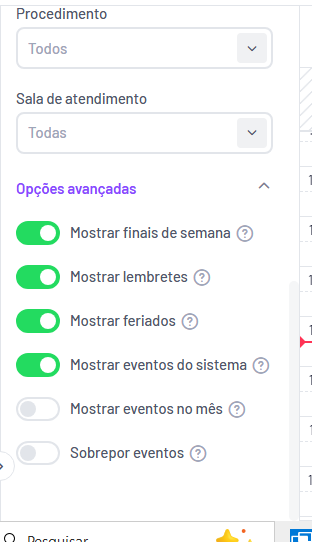 Procedimento
Todos
Sala de atendimento
Todas
Opções avançadas
Mostrar finais de semana ?
Mostrar lembretes ?
Mostrar feriados ?
Mostrar eventos do sistema ?
Mostrar eventos no mês ?
Sobrepor eventos ?
Pesquisar